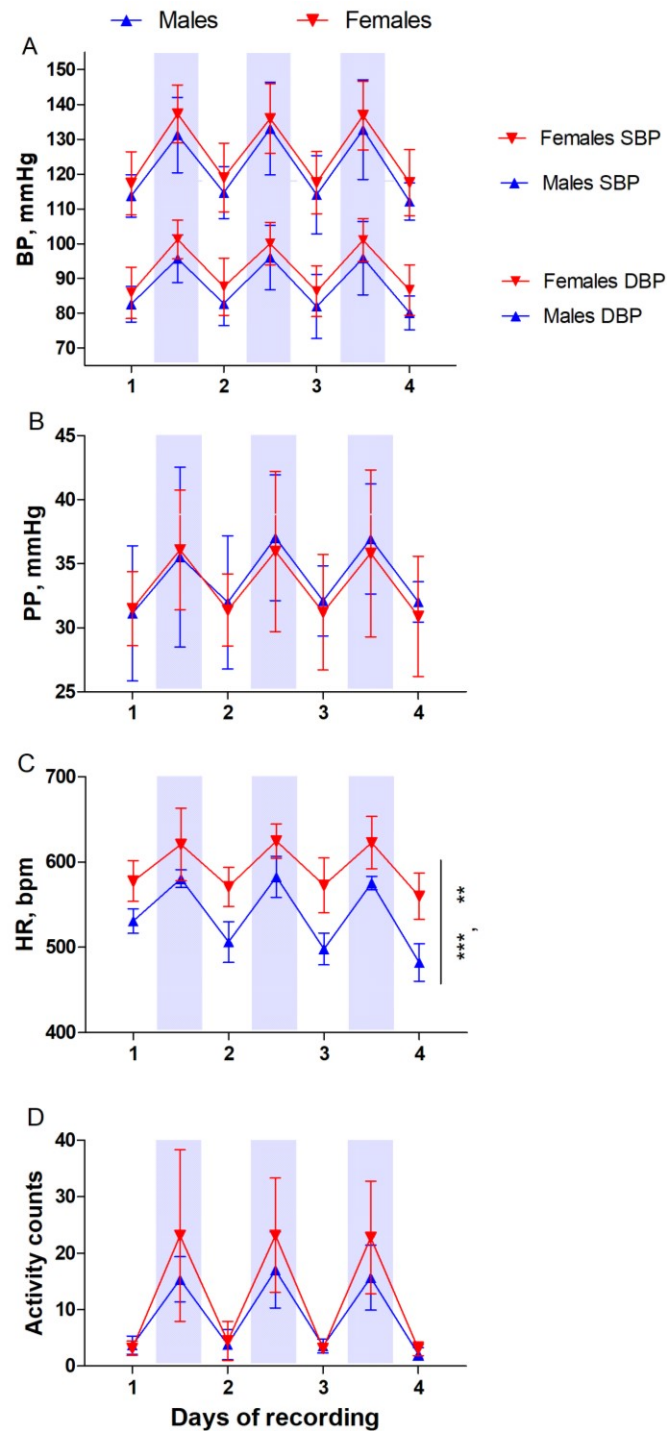 Males Females
A
150
140
130
120
110
100
90
80
70
BP, mmHg
1 2 3 4
Females SBP
Males SBP
Females DBP
Males DBP
B
45
40
35
30
25
PP, mmHg
1 2 3 4
C
700
600
500
400
HR, bpm
1 2 3 4
***, **
D
40
30
20
10
0
Activity counts
1 2 3 4
Days of recording